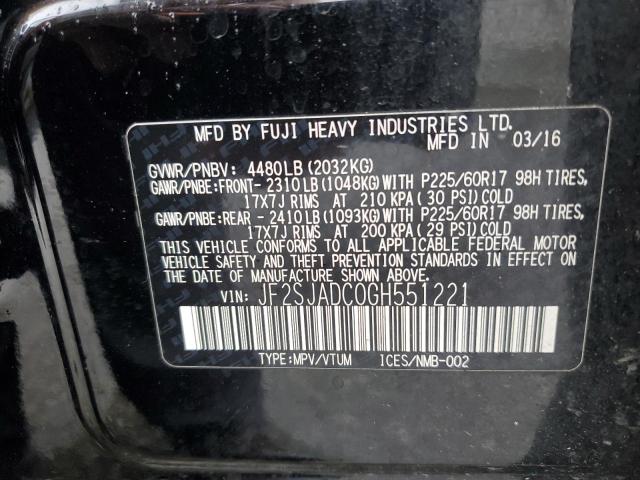 MFD BY FUJI HEAVY INDUSTRIES LTD.
MFD IN 03/16
GVWR/PNBV: 4480LB (2032KG)
GAWR/PNBE:FRONT- 2310LB (1048KG) WITH P225/60R17 98H TIRES,
17X7J RIMS AT 210 KPA (30 PSI) COLD
GAWR/PNBE:REAR - 2410LB (1093KG) WITH P225/60R17 98H TIRES,
17X7J RIMS AT 200 KPA (29 PSI) COLD
THIS VEHICLE CONFORMS TO ALL APPLICABLE FEDERAL MOTOR
VEHICLE SAFETY AND THEFT PREVENTION STANDARDS IN EFFECT
ON THE DATE OF MANUFACTURE SHOWN ABOVE.
VIN: JF2SJADC0GH551221
TYPE:MPV/VTUM ICES/NMB-002